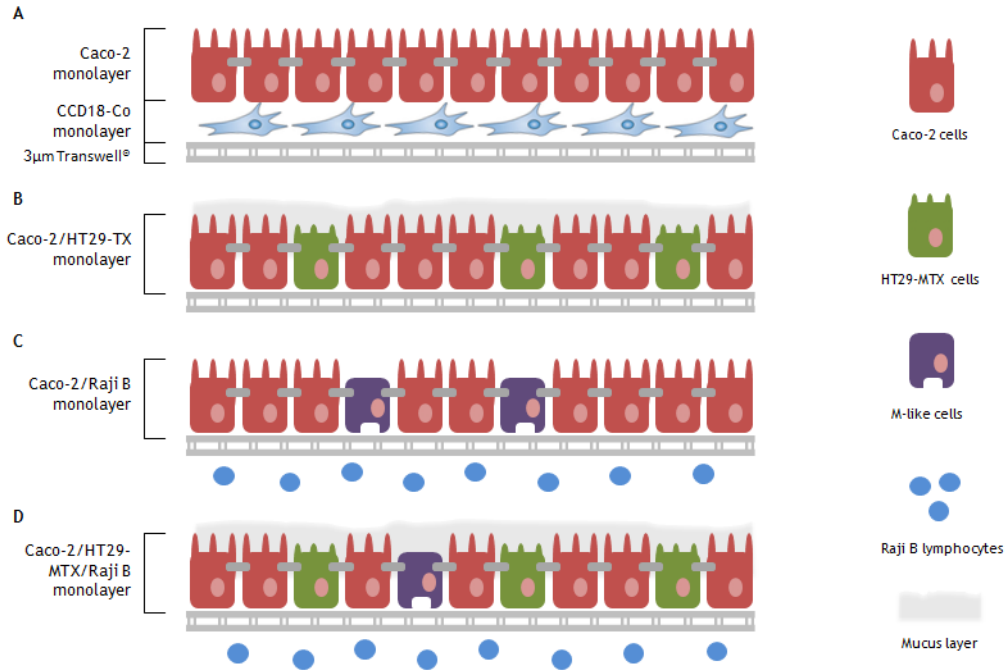 A
Caco-2
monolayer
CCD18-Co
monolayer
3µm Transwell®
Caco-2 cells
B
Caco-2/HT29-TX
monolayer
HT29-MTX cells
C
Caco-2/Raji B
monolayer
M-like cells
D
Caco-2/HT29-
MTX/Raji B
monolayer
Raji B lymphocytes
Mucus layer